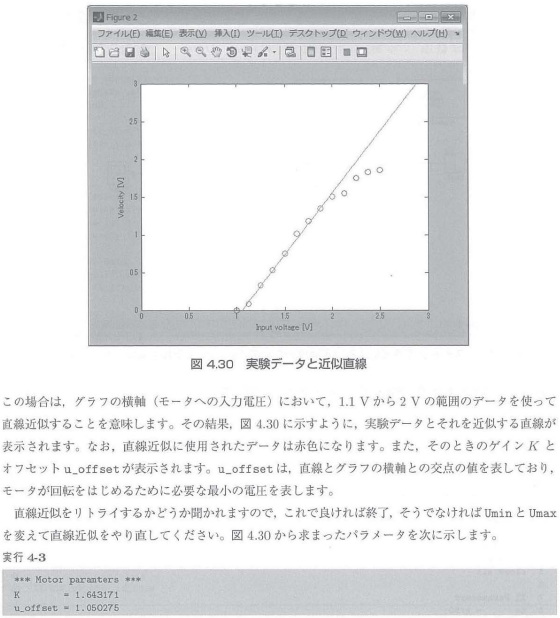 Figure 2
ファイル(F) 編集(E) 表示(V) 挿入(I) ツール(T) デスクトップ(D) ウィンドウ(W) ヘルプ(H)
3
2.5
2
1.5
1
0.5
0
Velocity [V]
0 0.5 1 1.5 2 2.5 3
Input voltage [V]
図 4.30 実験データと近似直線
この場合は，グラフの横軸（モータへの入力電圧）において，1.1 V から 2 V の範囲のデータを使って
直線近似することを意味します。その結果，図 4.30 に示すように，実験データとそれを近似する直線が
表示されます。なお，直線近似に使用されたデータは赤色になります。また，そのときのゲイン K と
オフセット u_offset が表示されます。u_offset は，直線とグラフの横軸との交点の値を表しており，
モータが回転をはじめるために必要な最小の電圧を表します。
直線近似をリトライするかどうか聞かれますので，これで良ければ終了，そうでなければ Umin と Umax
を変えて直線近似をやり直してください。図 4.30 から求まったパラメータを次に示します。
実行 4-3
*** Motor paramters ***
K = 1.643171
u_offset = 1.050275